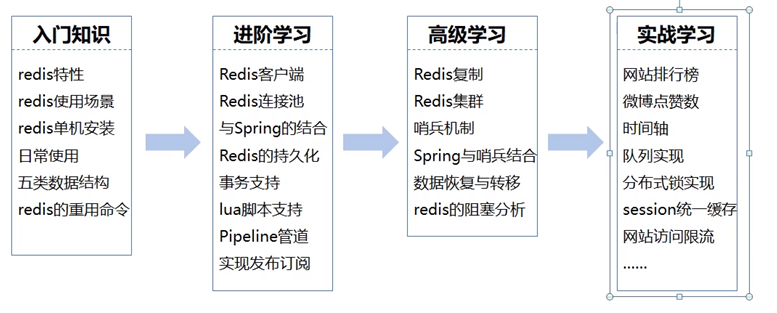 入门知识
redis特性
redis使用场景
redis单机安装
日常使用
五类数据结构
redis的重用命令
进阶学习
Redis客户端
Redis连接池
与Spring的结合
Redis的持久化
事务支持
lua脚本支持
Pipeline管道
实现发布订阅
高级学习
Redis复制
Redis集群
哨兵机制
Spring与哨兵结合
数据恢复与转移
redis的阻塞分析
实战学习
网站排行榜
微博点赞数
时间轴
队列实现
分布式锁实现
session统一缓存
网站访问限流
......